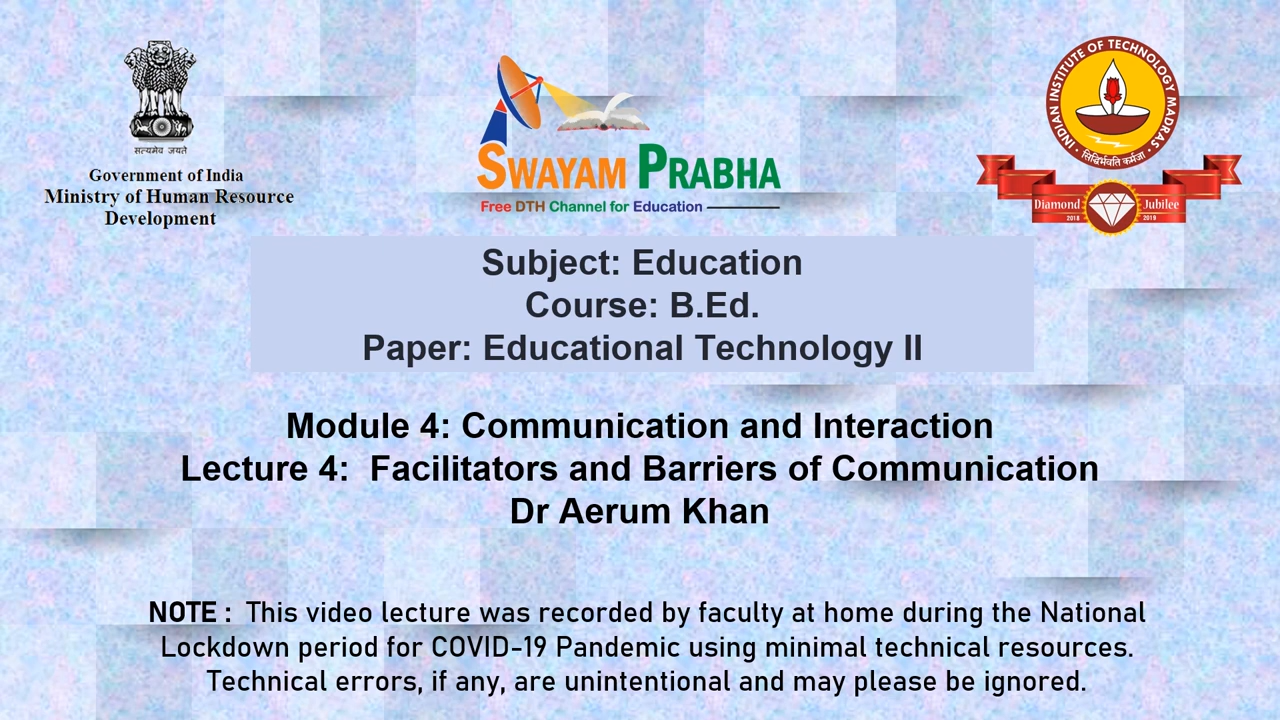 सत्यमेव जयते
Government of India
Ministry of Human Resource
Development
SWAYAM PRABHA
Free DTH Channel for Education
INDIAN INSTITUTE OF TECHNOLOGY MADRAS
सिद्धिर्भवति कर्मजा
Diamond Jubilee
2018 2019
Subject: Education
Course: B.Ed.
Paper: Educational Technology II
Module 4: Communication and Interaction
Lecture 4: Facilitators and Barriers of Communication
Dr Aerum Khan
NOTE : This video lecture was recorded by faculty at home during the National
Lockdown period for COVID-19 Pandemic using minimal technical resources.
Technical errors, if any, are unintentional and may please be ignored.